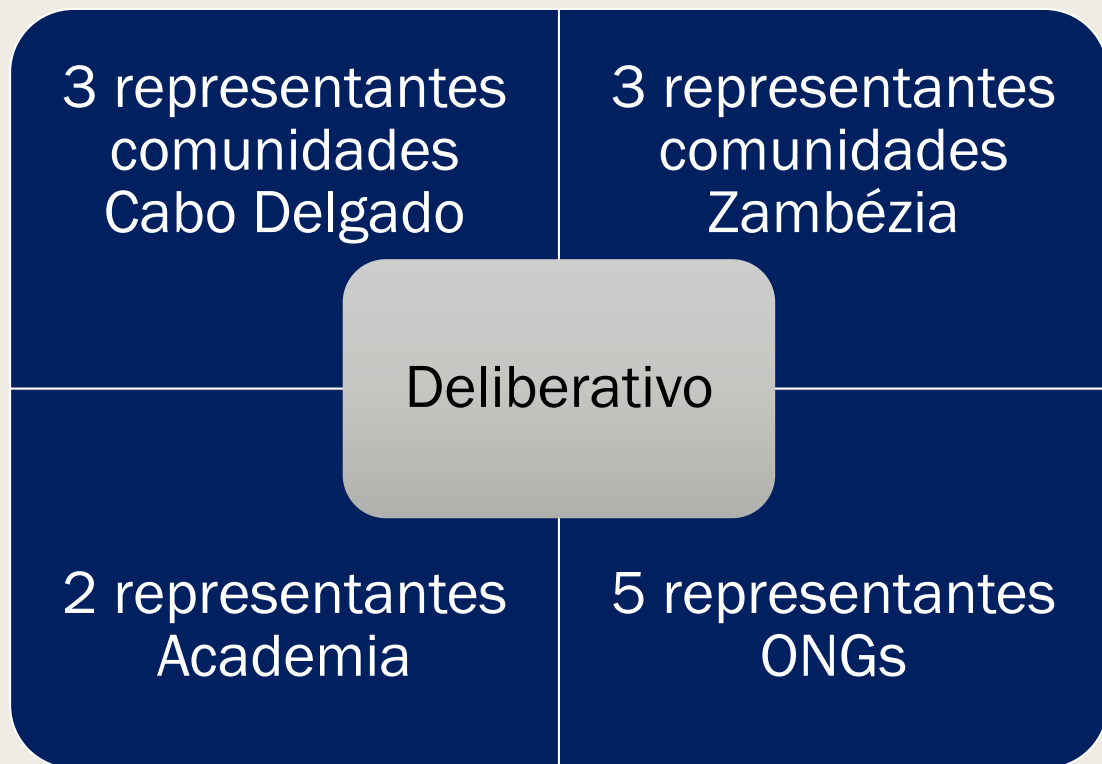 3 representantes
comunidades
Cabo Delgado
3 representantes
comunidades
Zambézia
Deliberativo
2 representantes
Academia
5 representantes
ONGs